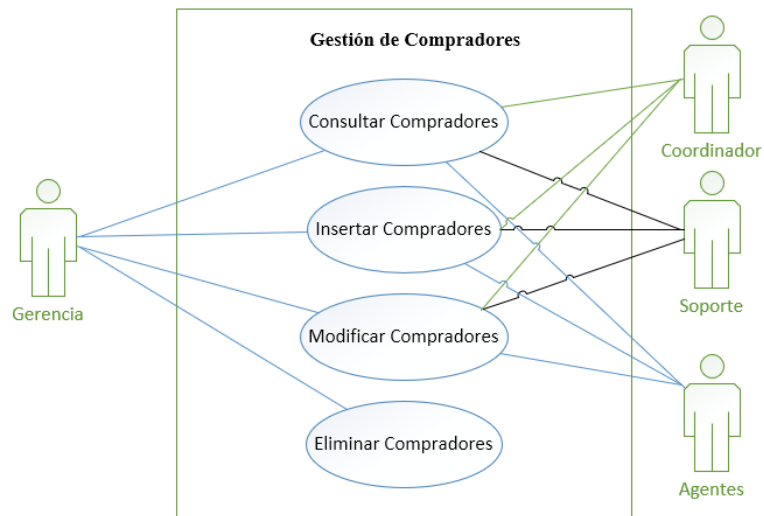 Gestión de Compradores
Consultar Compradores
Coordinador
Insertar Compradores
Gerencia
Soporte
Modificar Compradores
Eliminar Compradores
Agentes